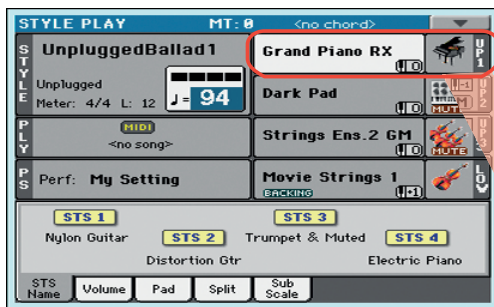 STYLE PLAY MT: 0 <no chord>
STYLE UnpluggedBallad1
Unplugged
Meter: 4/4 L: 12 ♩= 94
Grand Piano RX 0 UP1
Dark Pad 0 MUTE
PLY MIDI
<no song>
Strings Ens.2 GM 0 MUTE
PS Perf: My Setting
Movie Strings 1 LOW
BACKING +1
STS 1 STS 3
Nylon Guitar STS 2 Trumpet & Muted STS 4
Distortion Gtr Electric Piano
STS Name Volume Pad Split Sub Scale